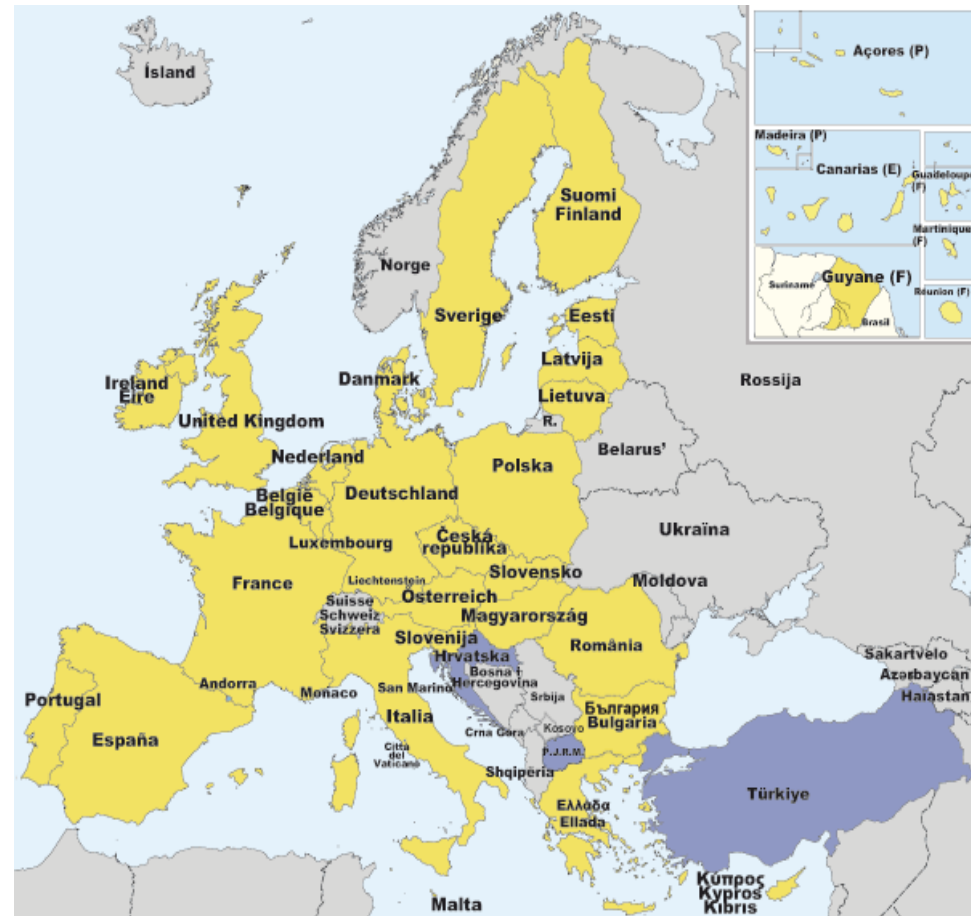 Ísland
Açores (P)
Madeira (P)
Canarias (E)
Guadeloupe
(F)
Martinique
(F)
Guyane (F)
Suriname
Brasil
Réunion (F)
Suomi
Finland
Norge
Sverige
Eesti
Latvija
Lietuva
R.
Danmark
Rossija
Ireland
Éire
United Kingdom
Nederland
Belarus'
Polska
België
Belgique
Deutschland
Luxembourg
Česká
republika
Ukraïna
France
Slovensko
Liechtenstein
Österreich
Moldova
Suisse
Schweiz
Svizzera
Magyarország
Slovenija
România
Hrvatska
Bosna i
Hercegovina
Srbija
Sakartvelo
Azərbaycan
Haiastan
Portugal
Andorra
Monaco
San Marino
Italia
España
Città
del
Vaticano
Crna Gora
Kosovo
България
Bulgaria
P.J.R.M.
Shqipëria
Ελλάδα
Ellada
Türkiye
Malta
Κύπρος
Kypros
Kıbrıs